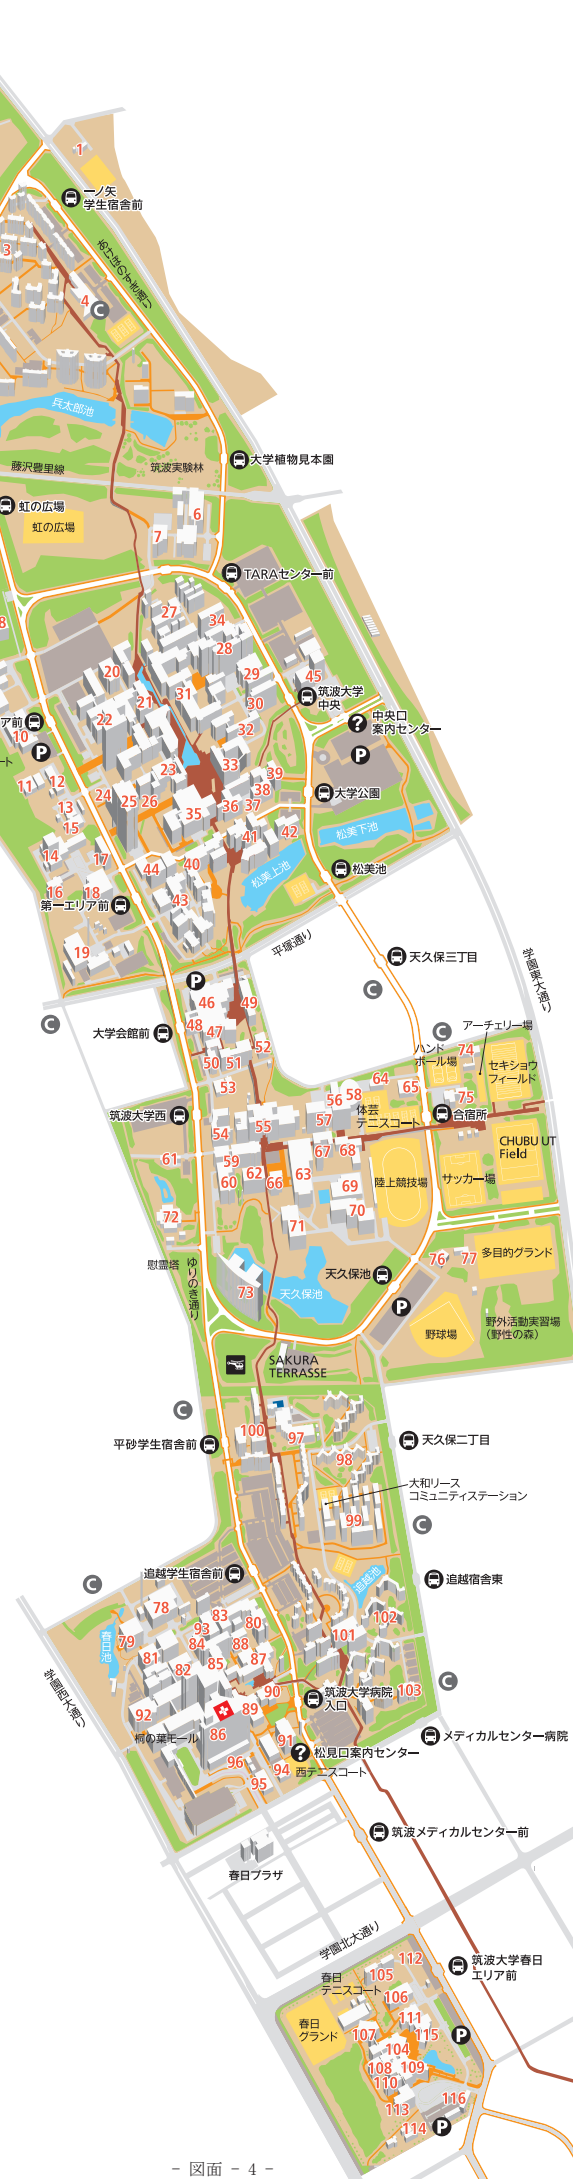 1
一ノ矢
学生宿舎前
3
あけぼのすぎ通り
4
C
兵太郎池
大学植物見本園
藤沢豊里線
筑波実験林
虹の広場
6
虹の広場
7
TARAセンター前
27
8
34
28
20
29
45
31
筑波大学
中央
21
30
22
ア前
10
32
?
中央口
案内センター
P
P
ート
23
33
39
11
12
38
大学公園
24
25
26
36
37
13
35
15
41
42
松美下池
14
17
40
44
松美池
松美上池
16
18
43
第一エリア前
19
平塚通り
天久保三丁目
学園東大通り
P
C
46
49
C
48
47
アーチェリー場
大学会館前
C
52
ハンド
ボール場
74
50
51
セキショウ
フィールド
53
64
65
56
58
75
筑波大学西
体芸
テニスコート
合宿所
57
54
55
CHUBU UT
Field
61
59
67
68
62
63
60
66
69
陸上競技場
サッカー場
70
72
71
慰霊塔
ゆりのき通り
76
77
多目的グランド
天久保池
73
天久保池
P
野外活動実習場
(野性の森)
野球場
SAKURA
TERRASSE
C
100
97
平砂学生宿舎前
天久保二丁目
98
大和リース
コミュニティステーション
99
C
追越学生宿舎前
追越池
追越宿舎東
C
78
83
80
102
93
79
84
88
101
春日池
81
85
87
82
C
学園西大通り
90
103
筑波大学病院
入口
92
89
86
91
桐の葉モール
メディカルセンター病院
?
松見口案内センター
96
94
西テニスコート
95
筑波メディカルセンター前
春日プラザ
学園北大通り
112
筑波大学春日
エリア前
105
春日
テニスコート
106
111
春日
グランド
107
115
P
104
108
109
110
116
113
114
P
- 図面 - 4 -